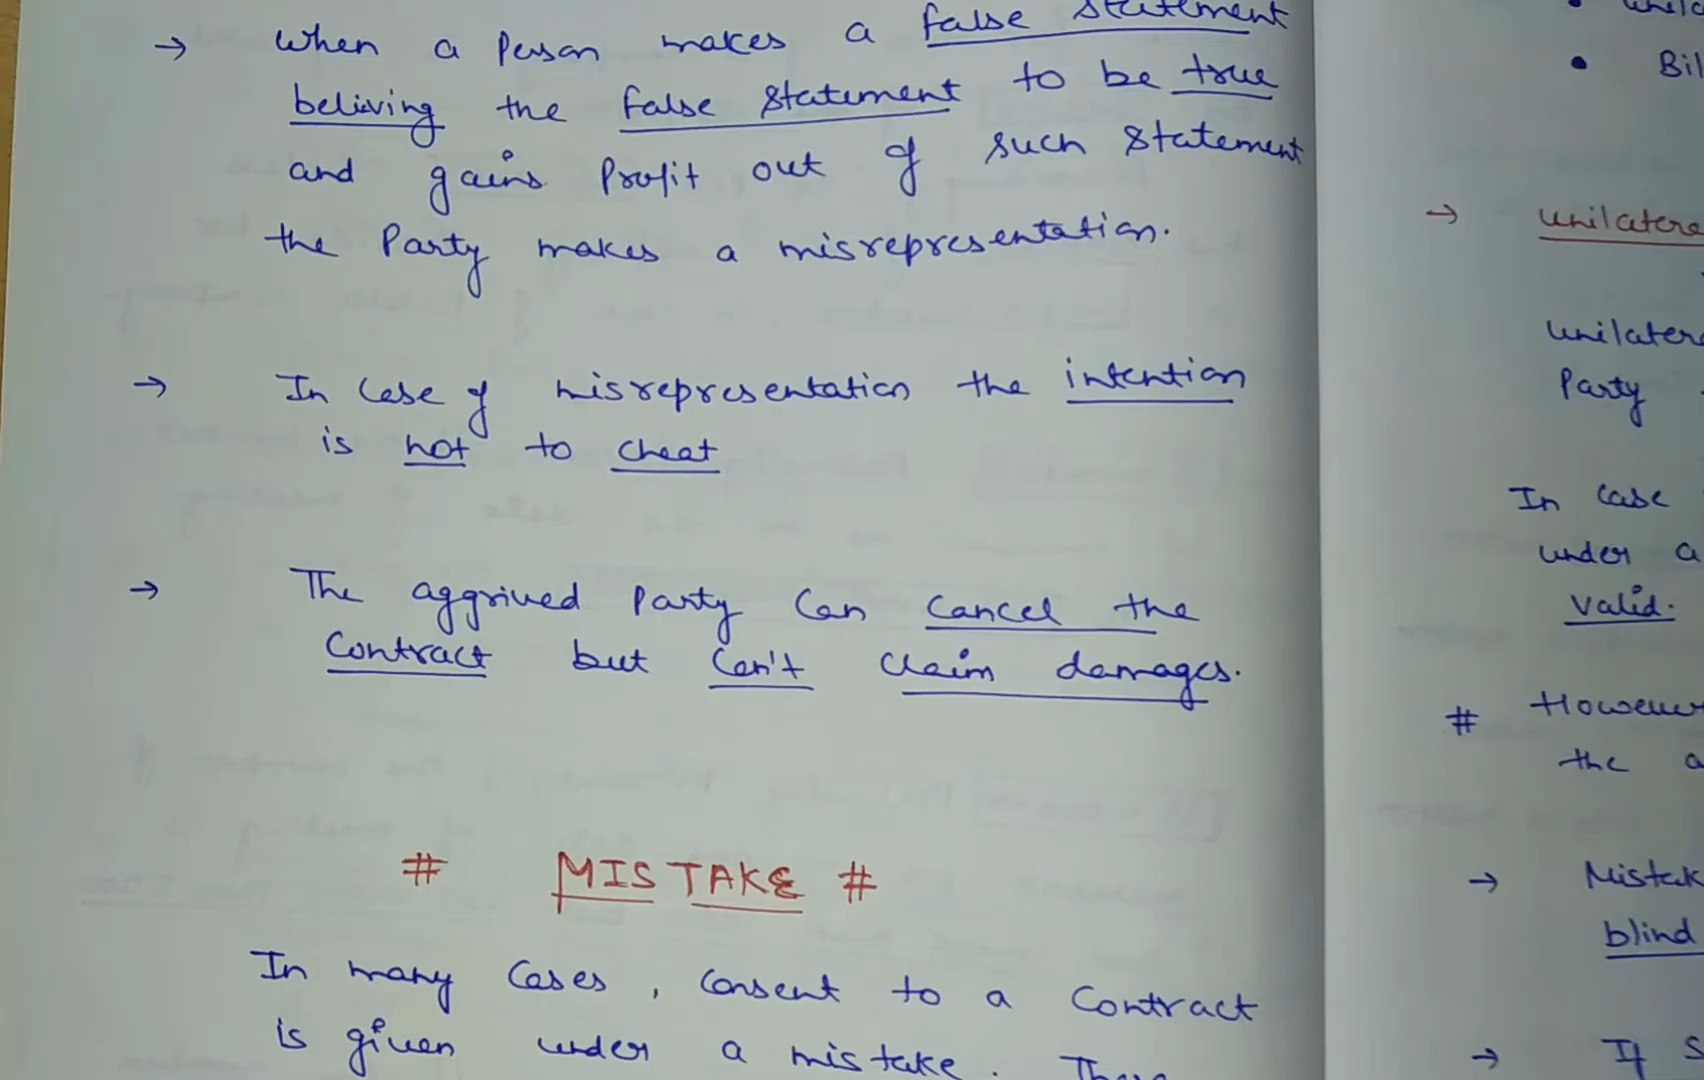 → When a Person makes a false statement
beliving the false statement to be true
and gains Profit out of such statement
the Party makes a misrepresentation.
→ In case of misrepresentation the intention
is not to cheat
→ The aggrived Party can cancel the
contract but can't claim damages.
# MISTAKE #
In many cases, consent to a contract
is given under a mistake.
•
• Bil
→ unilatera
unilatera
Party
In case
under a
valid.
# However
the a
→ Mistak
blind
→ If s